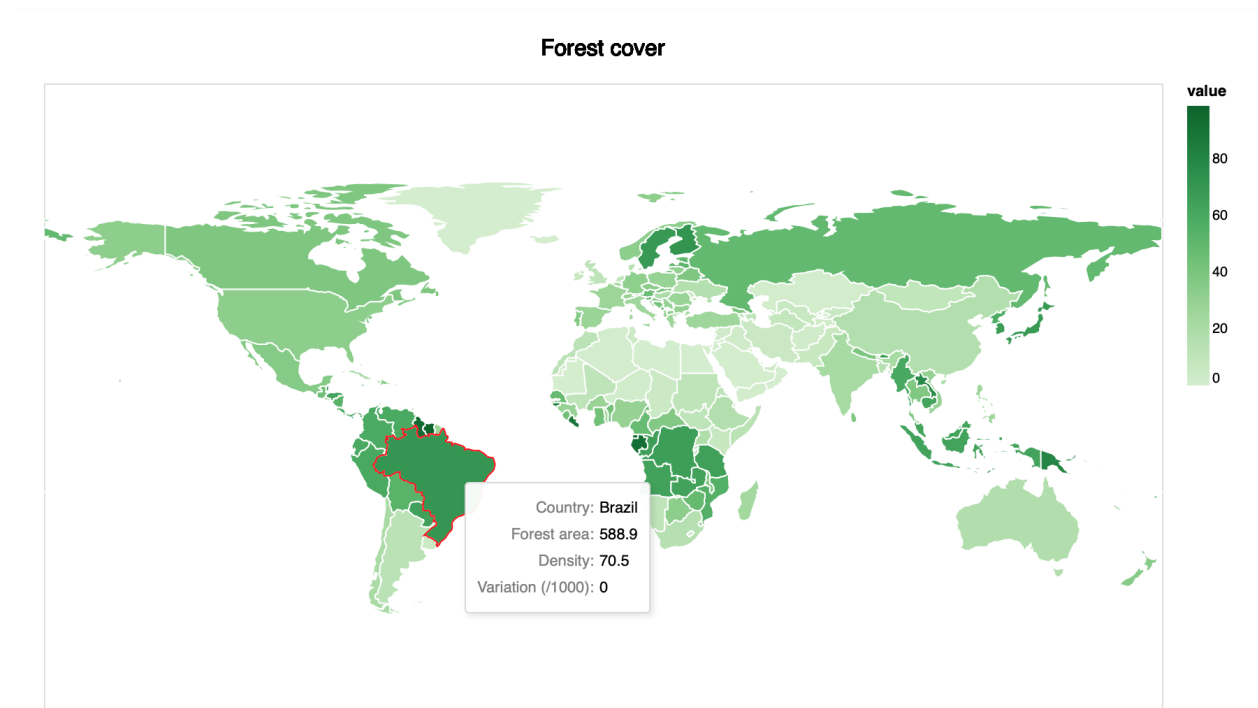 Forest cover
value
80
60
40
20
0
Country: Brazil
Forest area: 588.9
Density: 70.5
Variation (/1000): 0